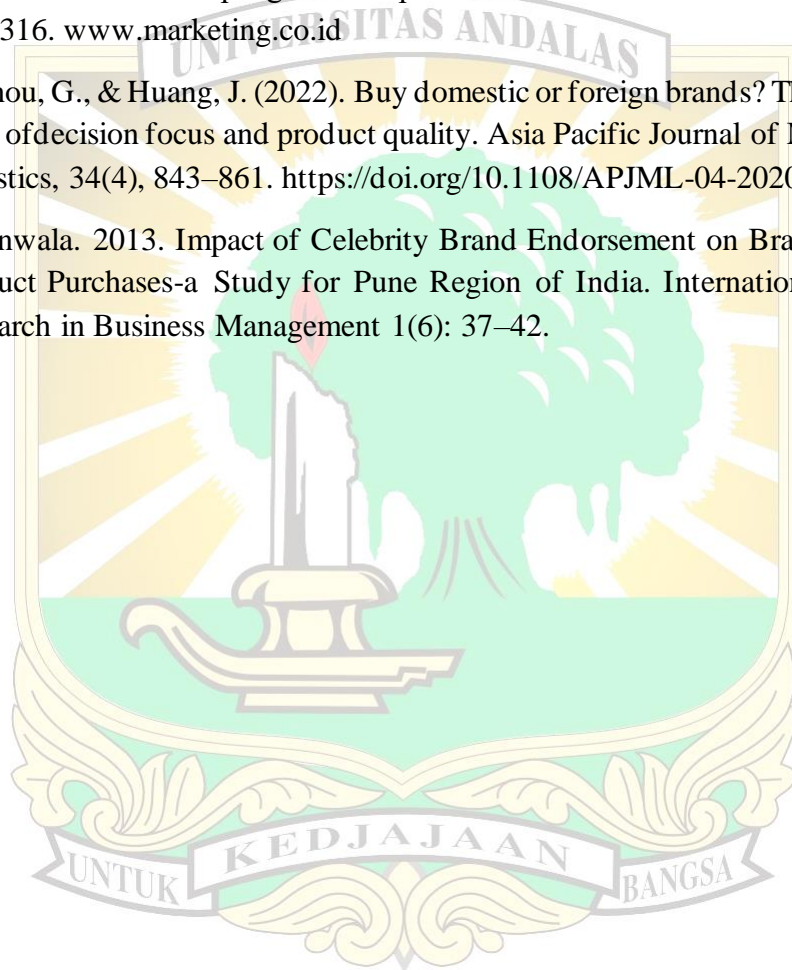 316. www.marketing.co.id
UNIVERSITAS ANDALAS
hou, G., & Huang, J. (2022). Buy domestic or foreign brands? Th
ofdecision focus and product quality. Asia Pacific Journal of
stics, 34(4), 843–861. https://doi.org/10.1108/APJML-04-2020
nwala. 2013. Impact of Celebrity Brand Endorsement on Bra
uct Purchases-a Study for Pune Region of India. Internation
arch in Business Management 1(6): 37–42.
UNTUK KEDJAJAAN BANGSA